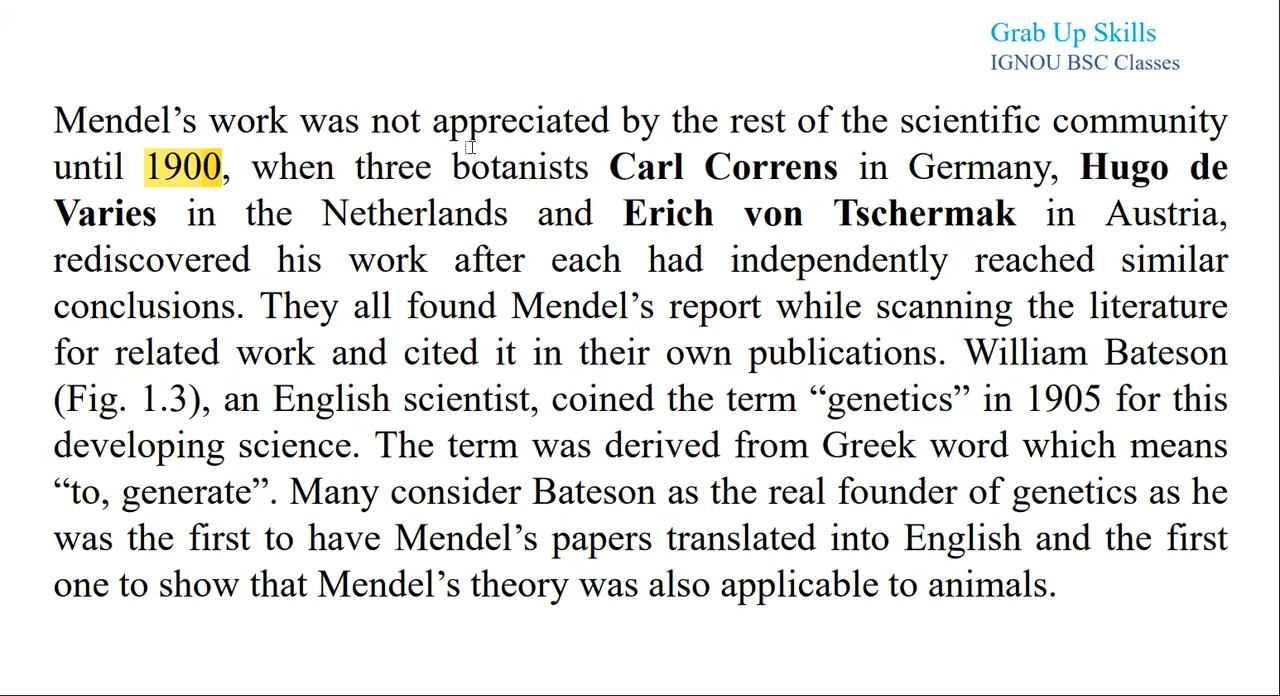 Grab Up Skills
IGNOU BSC Classes
Mendel’s work was not appreciated by the rest of the scientific community
until 1900, when three botanists Carl Correns in Germany, Hugo de
Varies in the Netherlands and Erich von Tschermak in Austria,
rediscovered his work after each had independently reached similar
conclusions. They all found Mendel’s report while scanning the literature
for related work and cited it in their own publications. William Bateson
(Fig. 1.3), an English scientist, coined the term “genetics” in 1905 for this
developing science. The term was derived from Greek word which means
“to, generate”. Many consider Bateson as the real founder of genetics as he
was the first to have Mendel’s papers translated into English and the first
one to show that Mendel’s theory was also applicable to animals.